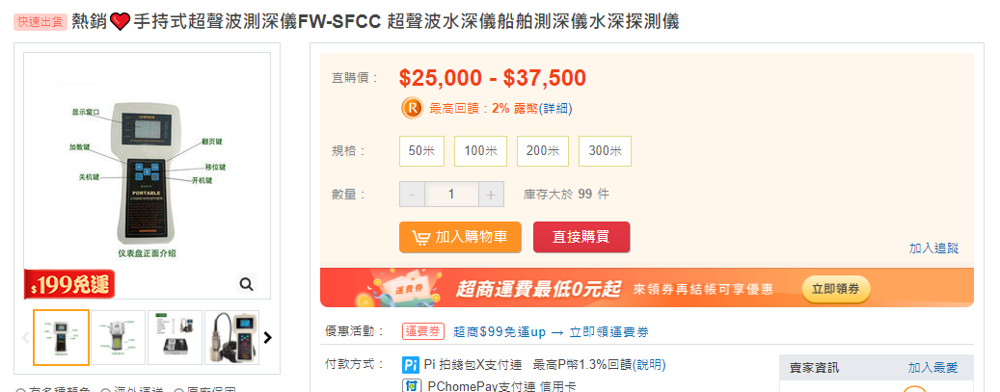 快速出貨 熱銷❤手持式超聲波測深儀FW-SFCC 超聲波水深儀船舶測深儀水深探測儀
显示窗口
加数键
关机键
翻页键
移位键
开机键
PORTABLE
仪表盘正面介绍
$199免運
直購價： $25,000 - $37,500
R 最高回饋：2% 露幣(詳細)
規格： 50米 100米 200米 300米
數量： - 1 + 庫存大於 99 件
加入購物車 直接購買
加入追蹤
運費券 超商運費最低0元起 來領券再結帳可享優惠 立即領券
優惠活動： 運費券 超商$99免運up → 立即領運費券
付款方式： Pi Pi 拍錢包X支付連 最高P幣1.3%回饋(說明)
PChomePay支付連 信用卡
賣家資訊 加入最愛